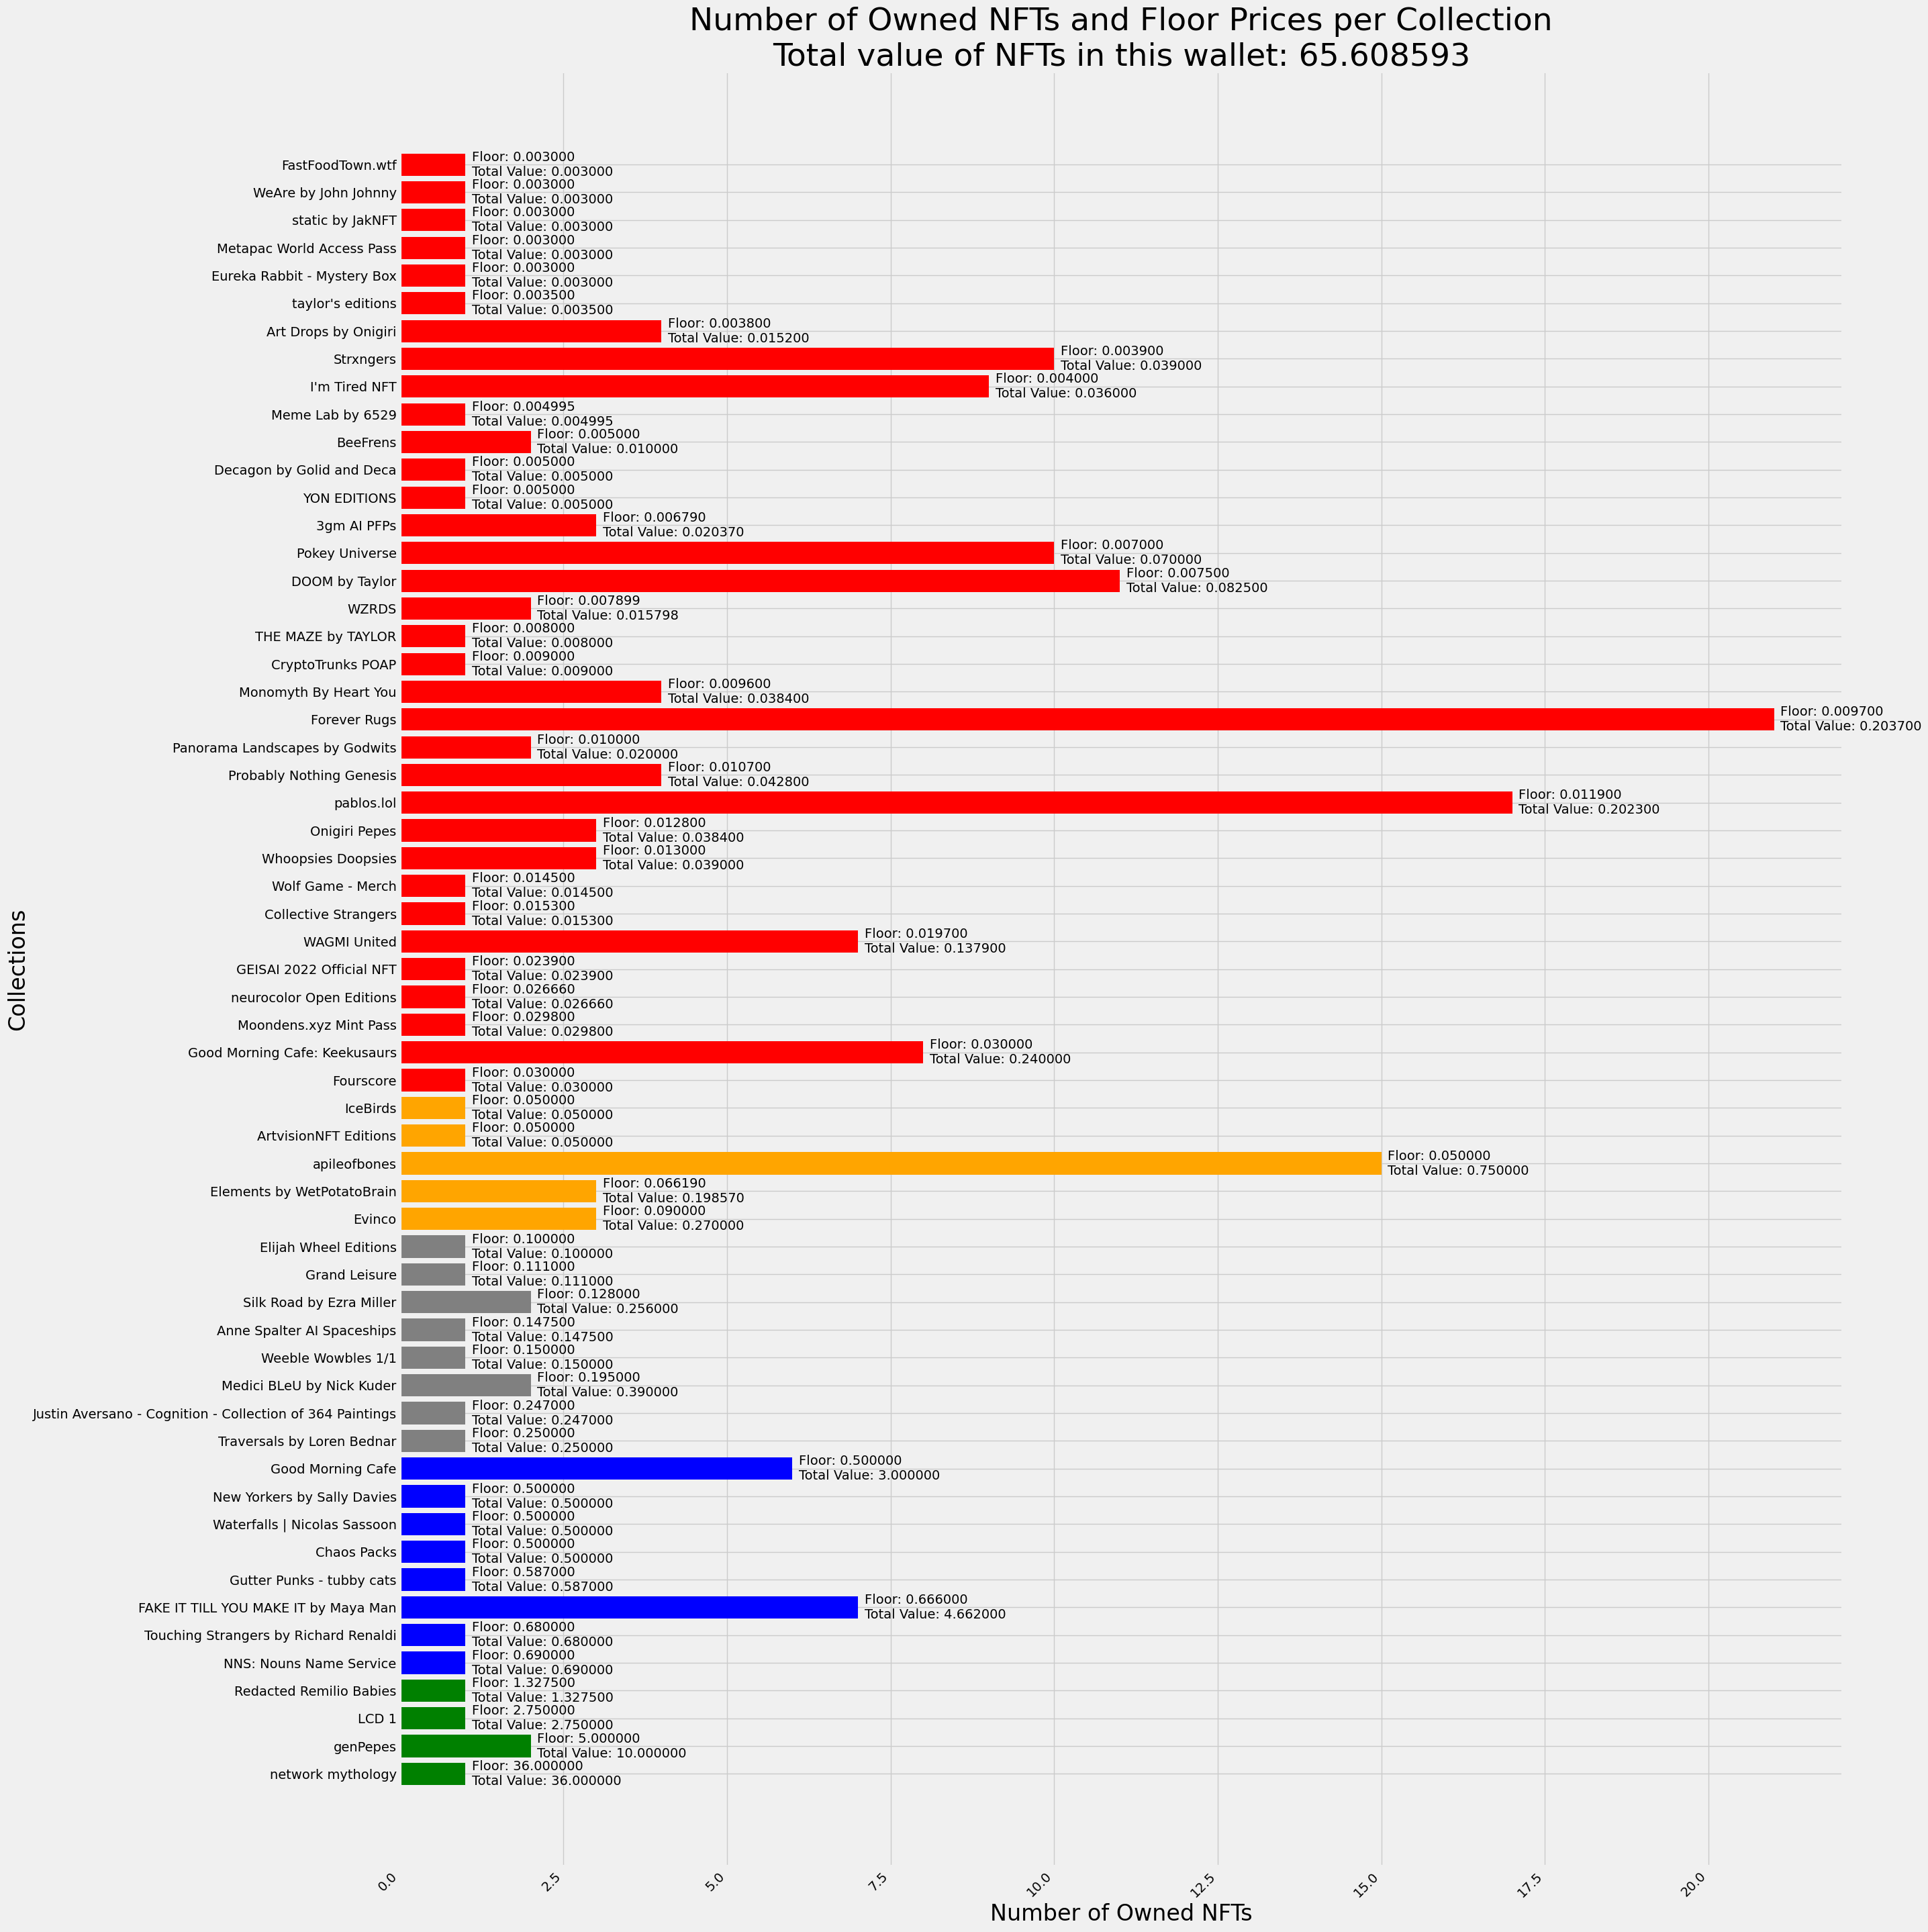 Number of Owned NFTs and Floor Prices per Collection
Total value of NFTs in this wallet: 65.608593
FastFoodTown.wtf
Floor: 0.003000
Total Value: 0.003000
WeAre by John Johnny
Floor: 0.003000
Total Value: 0.003000
static by JakNFT
Floor: 0.003000
Total Value: 0.003000
Metapac World Access Pass
Floor: 0.003000
Total Value: 0.003000
Eureka Rabbit - Mystery Box
Floor: 0.003000
Total Value: 0.003000
taylor's editions
Floor: 0.003500
Total Value: 0.003500
Art Drops by Onigiri
Floor: 0.003800
Total Value: 0.015200
Strxngers
Floor: 0.003900
Total Value: 0.039000
I'm Tired NFT
Floor: 0.004000
Total Value: 0.036000
Meme Lab by 6529
Floor: 0.004995
Total Value: 0.004995
BeeFrens
Floor: 0.005000
Total Value: 0.010000
Decagon by Golid and Deca
Floor: 0.005000
Total Value: 0.005000
YON EDITIONS
Floor: 0.005000
Total Value: 0.005000
3gm AI PFPs
Floor: 0.006790
Total Value: 0.020370
Pokey Universe
Floor: 0.007000
Total Value: 0.070000
DOOM by Taylor
Floor: 0.007500
Total Value: 0.082500
WZRDS
Floor: 0.007899
Total Value: 0.015798
THE MAZE by TAYLOR
Floor: 0.008000
Total Value: 0.008000
CryptoTrunks POAP
Floor: 0.009000
Total Value: 0.009000
Monomyth By Heart You
Floor: 0.009600
Total Value: 0.038400
Forever Rugs
Floor: 0.009700
Total Value: 0.203700
Panorama Landscapes by Godwits
Floor: 0.010000
Total Value: 0.020000
Probably Nothing Genesis
Floor: 0.010700
Total Value: 0.042800
pablos.lol
Floor: 0.011900
Total Value: 0.202300
Onigiri Pepes
Floor: 0.012800
Total Value: 0.038400
Whoopsies Doopsies
Floor: 0.013000
Total Value: 0.039000
Wolf Game - Merch
Floor: 0.014500
Total Value: 0.014500
Collective Strangers
Floor: 0.015300
Total Value: 0.015300
WAGMI United
Floor: 0.019700
Total Value: 0.137900
GEISAI 2022 Official NFT
Floor: 0.023900
Total Value: 0.023900
neurocolor Open Editions
Floor: 0.026660
Total Value: 0.026660
Moondens.xyz Mint Pass
Floor: 0.029800
Total Value: 0.029800
Good Morning Cafe: Keekusaurs
Floor: 0.030000
Total Value: 0.240000
Fourscore
Floor: 0.030000
Total Value: 0.030000
IceBirds
Floor: 0.050000
Total Value: 0.050000
ArtvisionNFT Editions
Floor: 0.050000
Total Value: 0.050000
apileofbones
Floor: 0.050000
Total Value: 0.750000
Elements by WetPotatoBrain
Floor: 0.066190
Total Value: 0.198570
Evinco
Floor: 0.090000
Total Value: 0.270000
Elijah Wheel Editions
Floor: 0.100000
Total Value: 0.100000
Grand Leisure
Floor: 0.111000
Total Value: 0.111000
Silk Road by Ezra Miller
Floor: 0.128000
Total Value: 0.256000
Anne Spalter AI Spaceships
Floor: 0.147500
Total Value: 0.147500
Weeble Wowbles 1/1
Floor: 0.150000
Total Value: 0.150000
Medici BLeU by Nick Kuder
Floor: 0.195000
Total Value: 0.390000
Justin Aversano - Cognition - Collection of 364 Paintings
Floor: 0.247000
Total Value: 0.247000
Traversals by Loren Bednar
Floor: 0.250000
Total Value: 0.250000
Good Morning Cafe
Floor: 0.500000
Total Value: 3.000000
New Yorkers by Sally Davies
Floor: 0.500000
Total Value: 0.500000
Waterfalls | Nicolas Sassoon
Floor: 0.500000
Total Value: 0.500000
Chaos Packs
Floor: 0.500000
Total Value: 0.500000
Gutter Punks - tubby cats
Floor: 0.587000
Total Value: 0.587000
FAKE IT TILL YOU MAKE IT by Maya Man
Floor: 0.666000
Total Value: 4.662000
Touching Strangers by Richard Renaldi
Floor: 0.680000
Total Value: 0.680000
NNS: Nouns Name Service
Floor: 0.690000
Total Value: 0.690000
Redacted Remilio Babies
Floor: 1.327500
Total Value: 1.327500
LCD 1
Floor: 2.750000
Total Value: 2.750000
genPepes
Floor: 5.000000
Total Value: 10.000000
network mythology
Floor: 36.000000
Total Value: 36.000000
Collections
0.0
2.5
5.0
7.5
10.0
12.5
15.0
17.5
20.0
Number of Owned NFTs